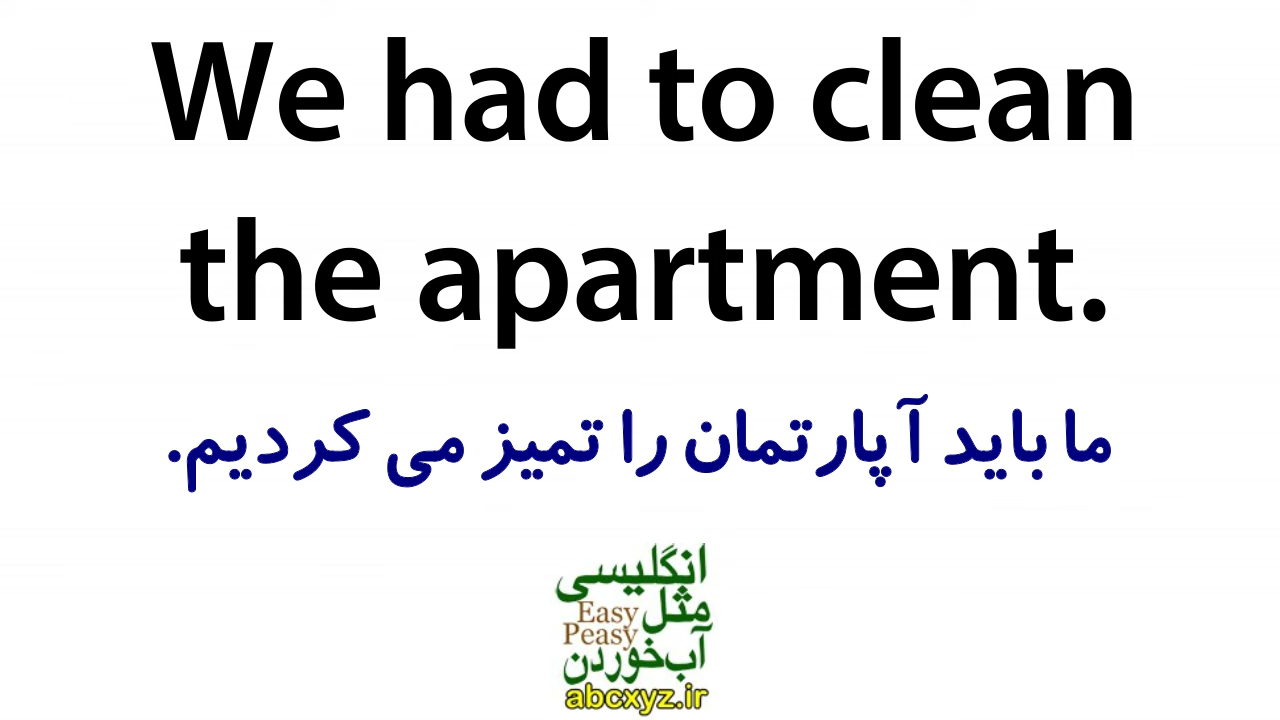 We had to clean
the apartment.
ما باید آپارتمان را تمیز می کردیم.
انگلیسی
مثل
Easy
Peasy
آب خوردن
abcxyz.ir